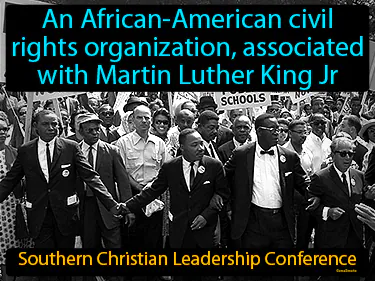 An African-American civil
rights organization, associated
with Martin Luther King Jr
SCHOOLS
Southern Christian Leadership Conference